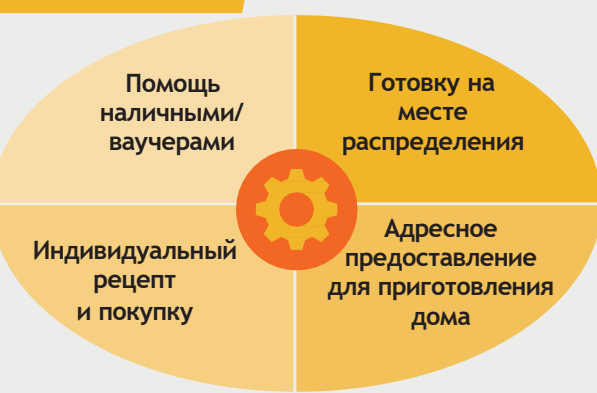 Помощь
наличными/
ваучерами
Готовку на
месте
распределения
Индивидуальный
рецепт
и покупку
Адресное
предоставление
для приготовления
дома